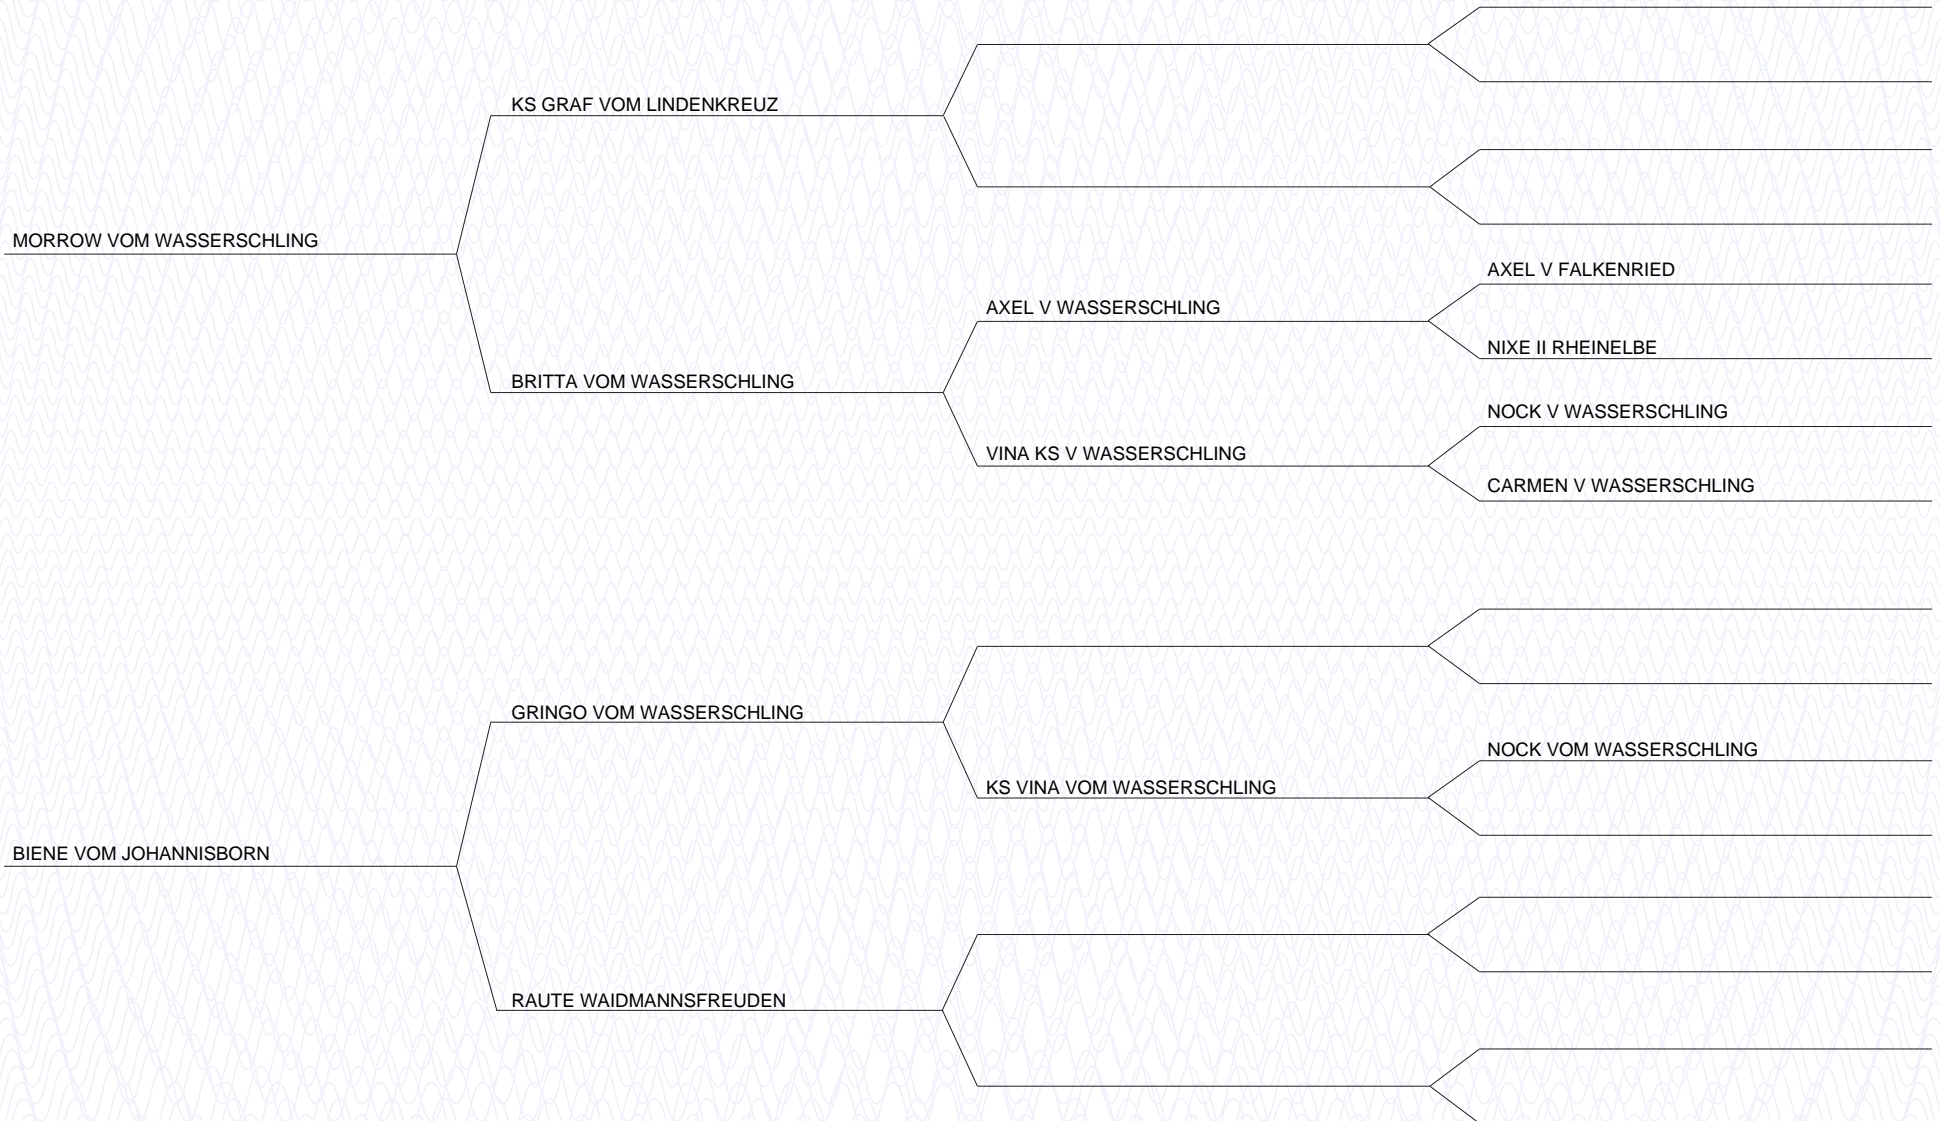 KS GRAF VOM LINDENKREUZ
MORROW VOM WASSERSCHLING
AXEL V FALKENRIED
AXEL V WASSERSCHLING
NIXE II RHEINELBE
BRITTA VOM WASSERSCHLING
NOCK V WASSERSCHLING
VINA KS V WASSERSCHLING
CARMEN V WASSERSCHLING
GRINGO VOM WASSERSCHLING
NOCK VOM WASSERSCHLING
KS VINA VOM WASSERSCHLING
BIENE VOM JOHANNISBORN
RAUTE WAIDMANNSFREUDEN